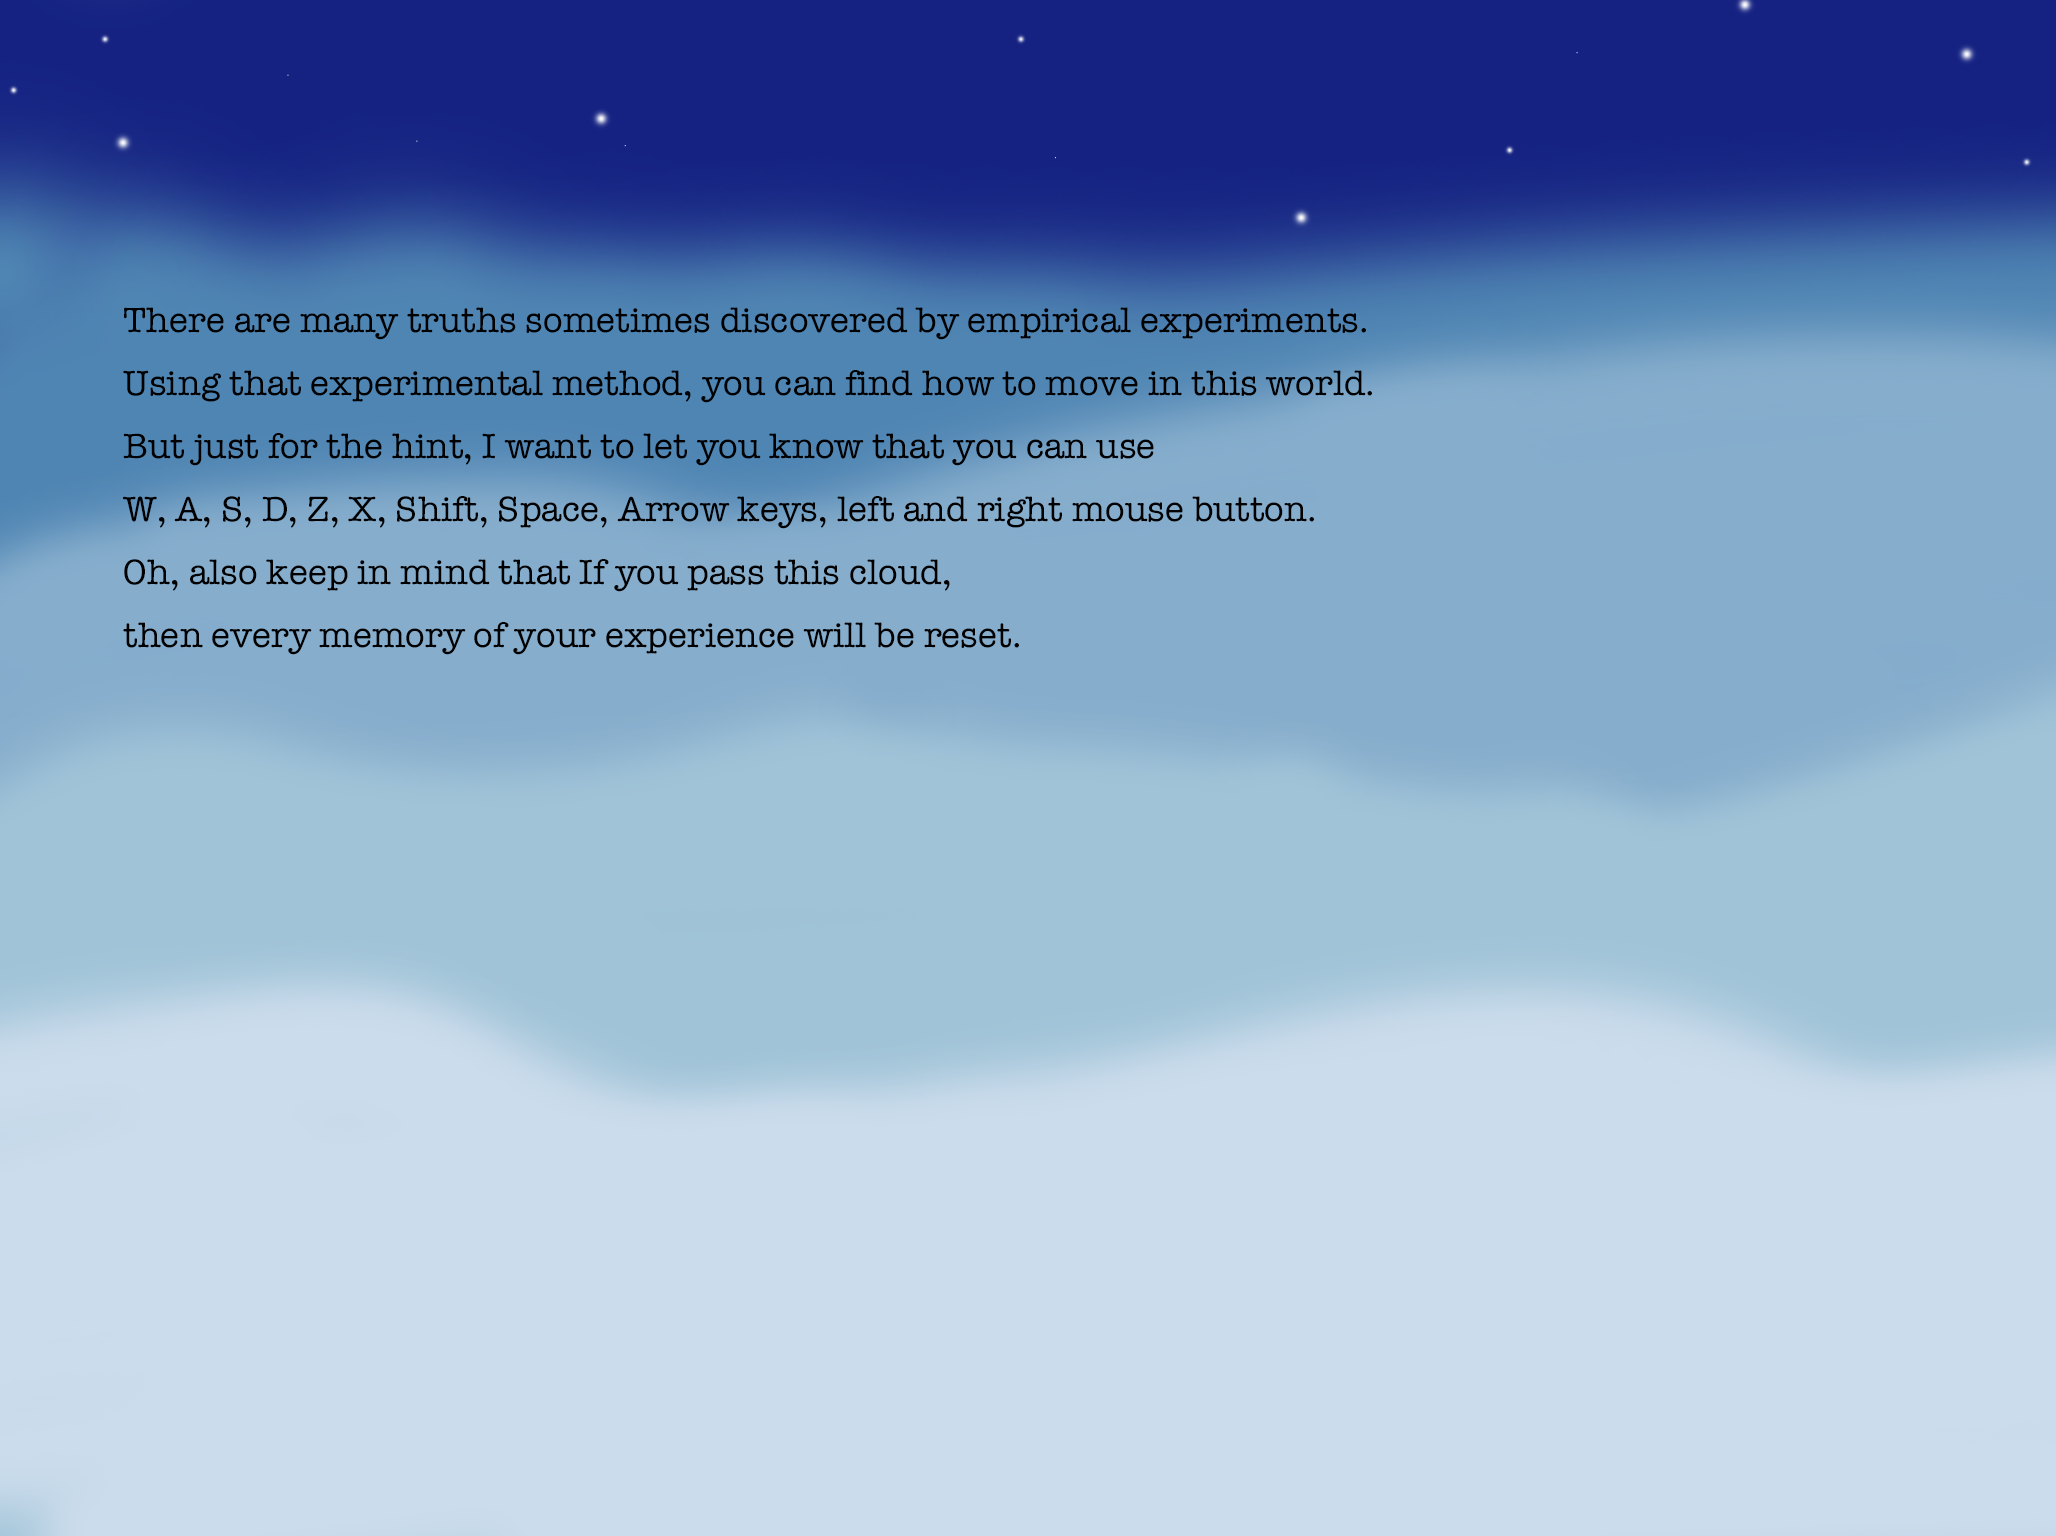 There are many truths sometimes discovered by empirical experiments.
Using that experimental method, you can find how to move in this world.
But just for the hint, I want to let you know that you can use
W, A, S, D, Z, X, Shift, Space, Arrow keys, left and right mouse button.
Oh, also keep in mind that If you pass this cloud,
then every memory of your experience will be reset.